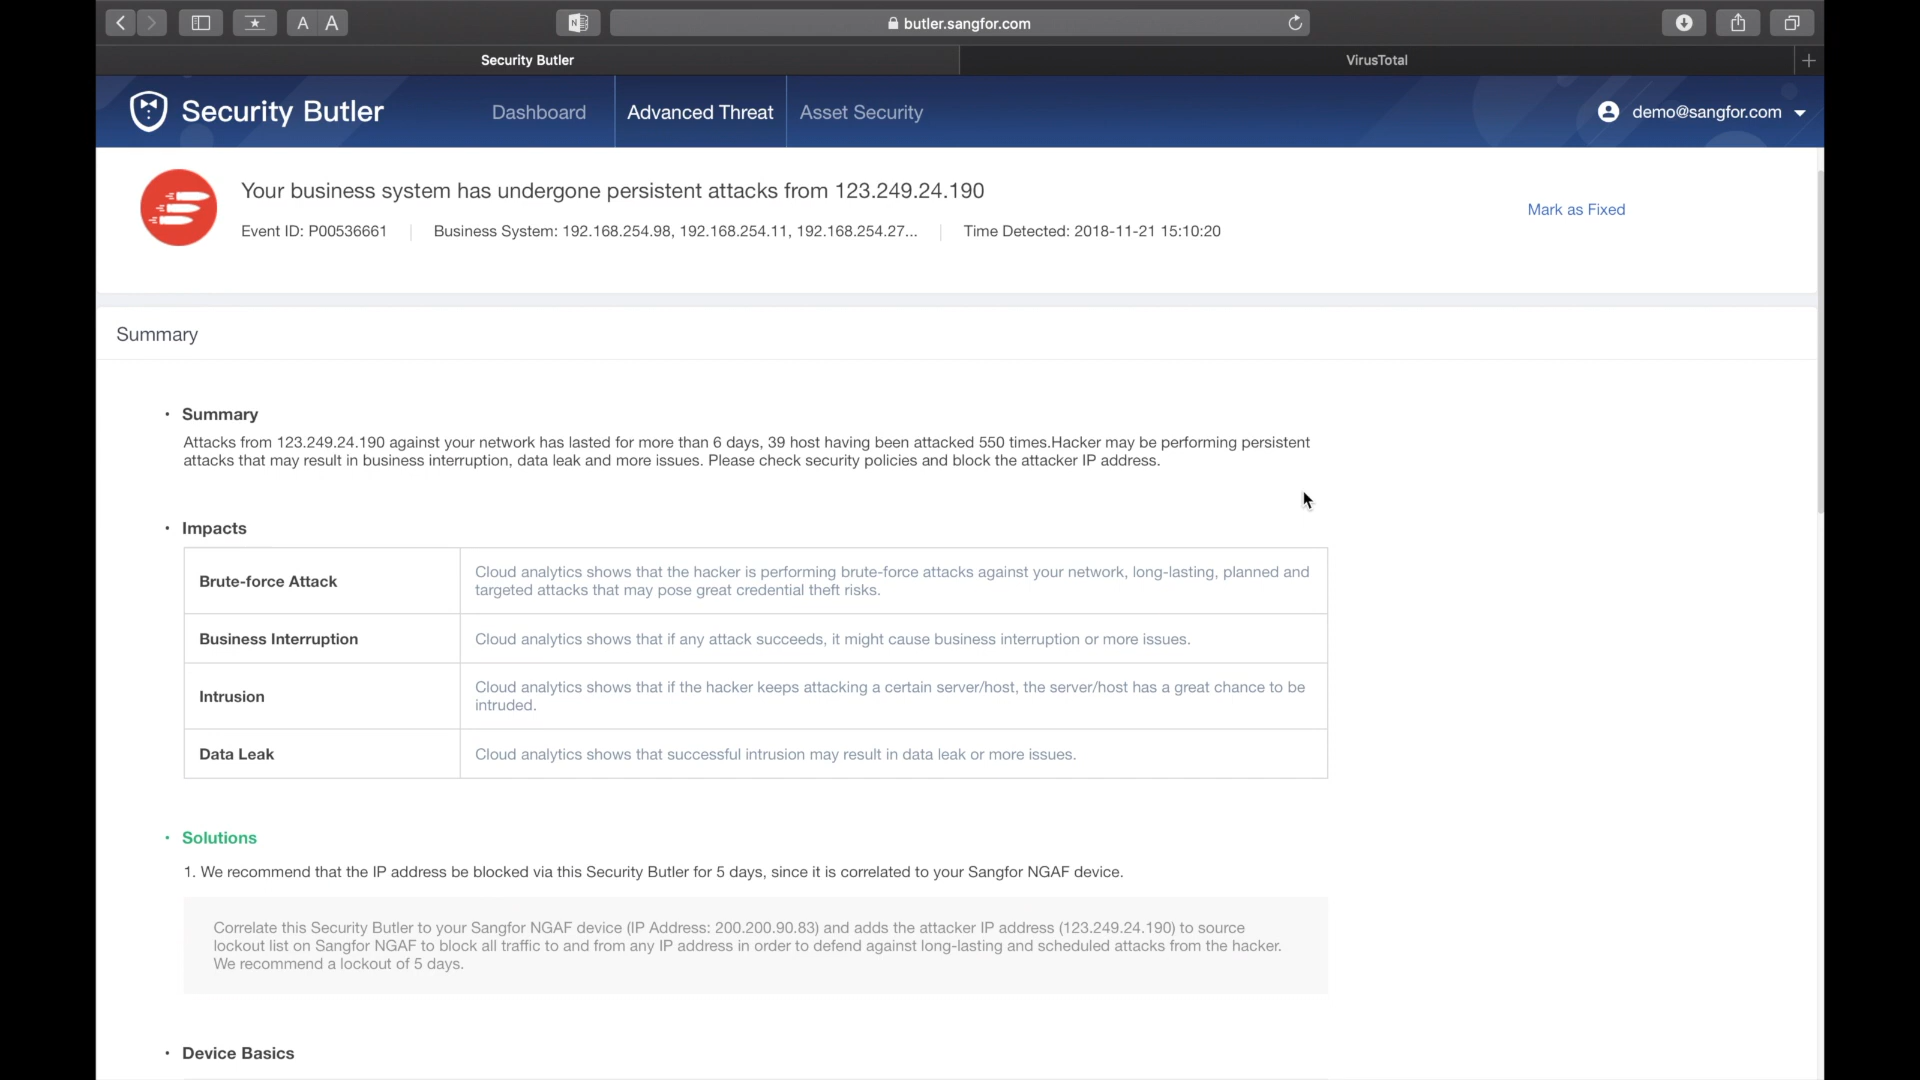 A A
butler.sangfor.com
Security Butler
VirusTotal
Security Butler
Dashboard
Advanced Threat
Asset Security
demo@sangfor.com
Your business system has undergone persistent attacks from 123.249.24.190
Mark as Fixed
Event ID: P00536661
Business System: 192.168.254.98, 192.168.254.11, 192.168.254.27...
Time Detected: 2018-11-21 15:10:20
Summary
· Summary
Attacks from 123.249.24.190 against your network has lasted for more than 6 days, 39 host having been attacked 550 times.Hacker may be performing persistent
attacks that may result in business interruption, data leak and more issues. Please check security policies and block the attacker IP address.
· Impacts
Brute-force Attack
Cloud analytics shows that the hacker is performing brute-force attacks against your network, long-lasting, planned and
targeted attacks that may pose great credential theft risks.
Business Interruption
Cloud analytics shows that if any attack succeeds, it might cause business interruption or more issues.
Intrusion
Cloud analytics shows that if the hacker keeps attacking a certain server/host, the server/host has a great chance to be
intruded.
Data Leak
Cloud analytics shows that successful intrusion may result in data leak or more issues.
· Solutions
1. We recommend that the IP address be blocked via this Security Butler for 5 days, since it is correlated to your Sangfor NGAF device.
Correlate this Security Butler to your Sangfor NGAF device (IP Address: 200.200.90.83) and adds the attacker IP address (123.249.24.190) to source
lockout list on Sangfor NGAF to block all traffic to and from any IP address in order to defend against long-lasting and scheduled attacks from the hacker.
We recommend a lockout of 5 days.
· Device Basics